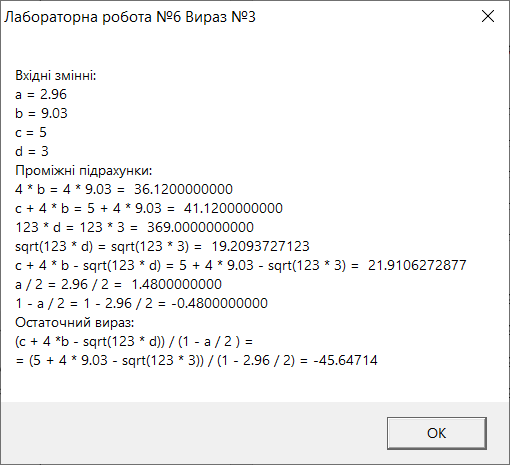 Лабораторна робота №6 Вираз №3
Вхідні змінні:
a = 2.96
b = 9.03
c = 5
d = 3
Проміжні підрахунки:
4 * b = 4 * 9.03 =  36.1200000000
c + 4 * b = 5 + 4 * 9.03 =  41.1200000000
123 * d = 123 * 3 =  369.0000000000
sqrt(123 * d) = sqrt(123 * 3) =  19.2093727123
c + 4 * b - sqrt(123 * d) = 5 + 4 * 9.03 - sqrt(123 * 3) =  21.9106272877
a / 2 = 2.96 / 2 =  1.4800000000
1 - a / 2 = 1 - 2.96 / 2 = -0.4800000000
Остаточний вираз:
(c + 4 *b - sqrt(123 * d)) / (1 - a / 2 ) =
= (5 + 4 * 9.03 - sqrt(123 * 3)) / (1 - 2.96 / 2) = -45.64714
OK